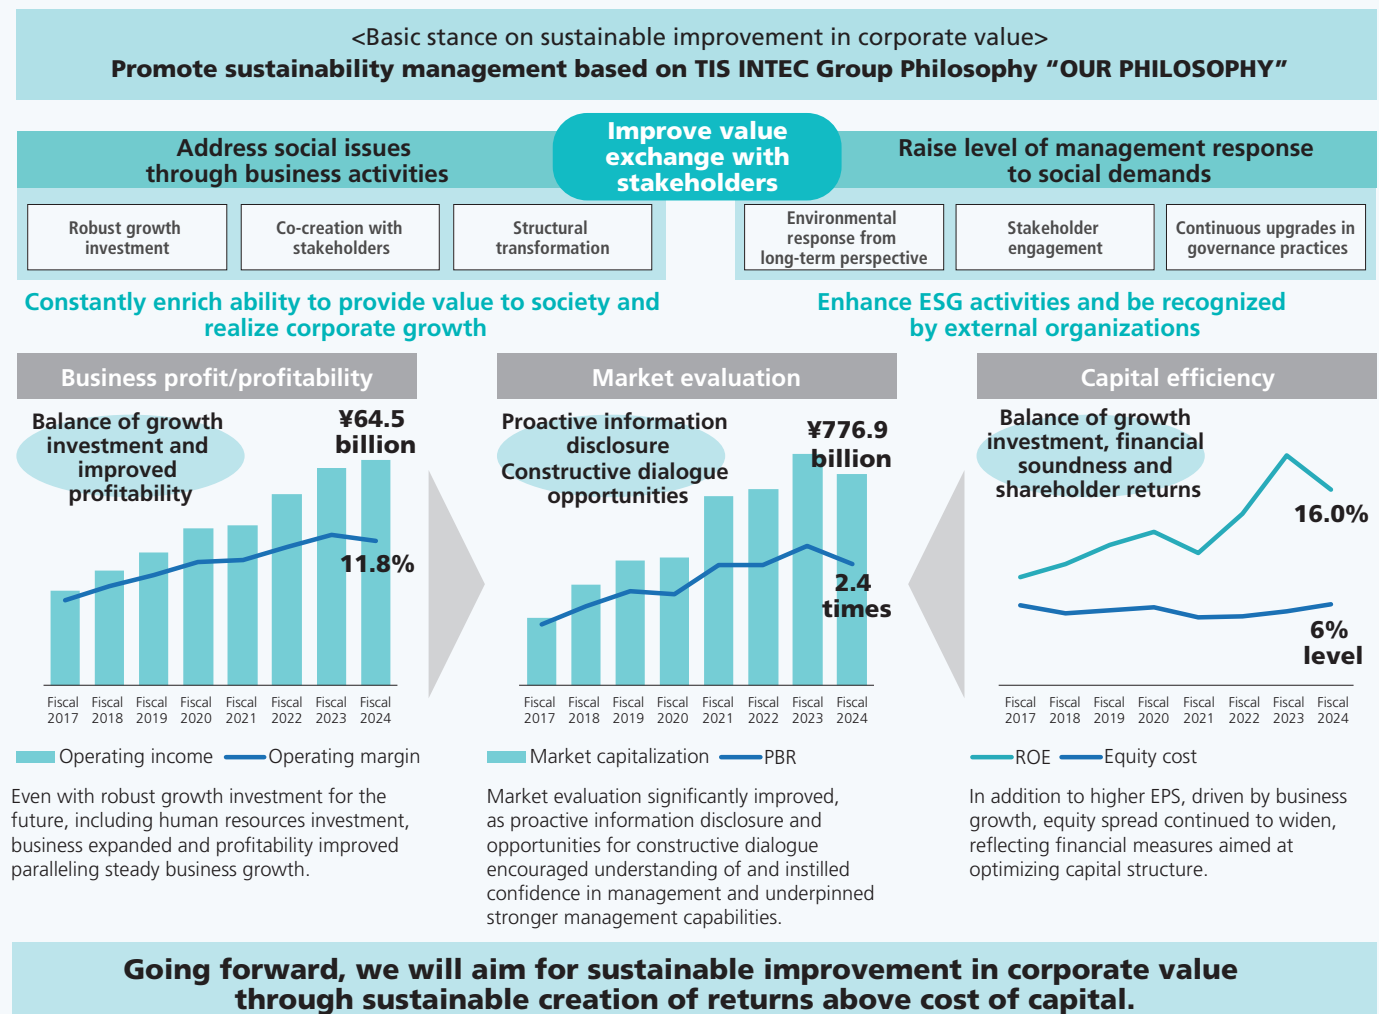 <Basic stance on sustainable improvement in corporate value>
Promote sustainability management based on TIS INTEC Group Philosophy “OUR PHILOSOPHY”
Address social issues
through business activities
Improve value
exchange with
stakeholders
Raise level of management response
to social demands
Robust growth
investment
Co-creation with
stakeholders
Structural
transformation
Environmental
response from
long-term perspective
Stakeholder
engagement
Continuous upgrades in
governance practices
Constantly enrich ability to provide value to society and
realize corporate growth
Enhance ESG activities and be recognized
by external organizations
Business profit/profitability
Balance of growth
investment and
improved
profitability
¥64.5
billion
11.8%
Fiscal 2017
Fiscal 2018
Fiscal 2019
Fiscal 2020
Fiscal 2021
Fiscal 2022
Fiscal 2023
Fiscal 2024
Operating income
Operating margin
Even with robust growth investment for the
future, including human resources investment,
business expanded and profitability improved
paralleling steady business growth.
Market evaluation
Proactive information
disclosure
Constructive dialogue
opportunities
¥776.9
billion
2.4
times
Fiscal 2017
Fiscal 2018
Fiscal 2019
Fiscal 2020
Fiscal 2021
Fiscal 2022
Fiscal 2023
Fiscal 2024
Market capitalization
PBR
Market evaluation significantly improved,
as proactive information disclosure and
opportunities for constructive dialogue
encouraged understanding of and instilled
confidence in management and underpinned
stronger management capabilities.
Capital efficiency
Balance of growth
investment, financial
soundness and
shareholder returns
16.0%
6%
level
Fiscal 2017
Fiscal 2018
Fiscal 2019
Fiscal 2020
Fiscal 2021
Fiscal 2022
Fiscal 2023
Fiscal 2024
ROE
Equity cost
In addition to higher EPS, driven by business
growth, equity spread continued to widen,
reflecting financial measures aimed at
optimizing capital structure.
Going forward, we will aim for sustainable improvement in corporate value
through sustainable creation of returns above cost of capital.